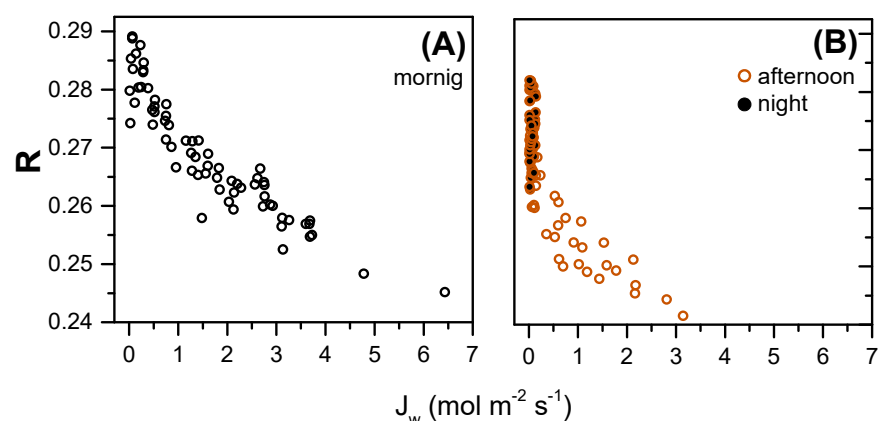 (A)
mornig
R
0.29
0.28
0.27
0.26
0.25
0.24
0 1 2 3 4 5 6 7
(B)
afternoon
night
0 1 2 3 4 5 6 7
J_w (mol m⁻² s⁻¹)